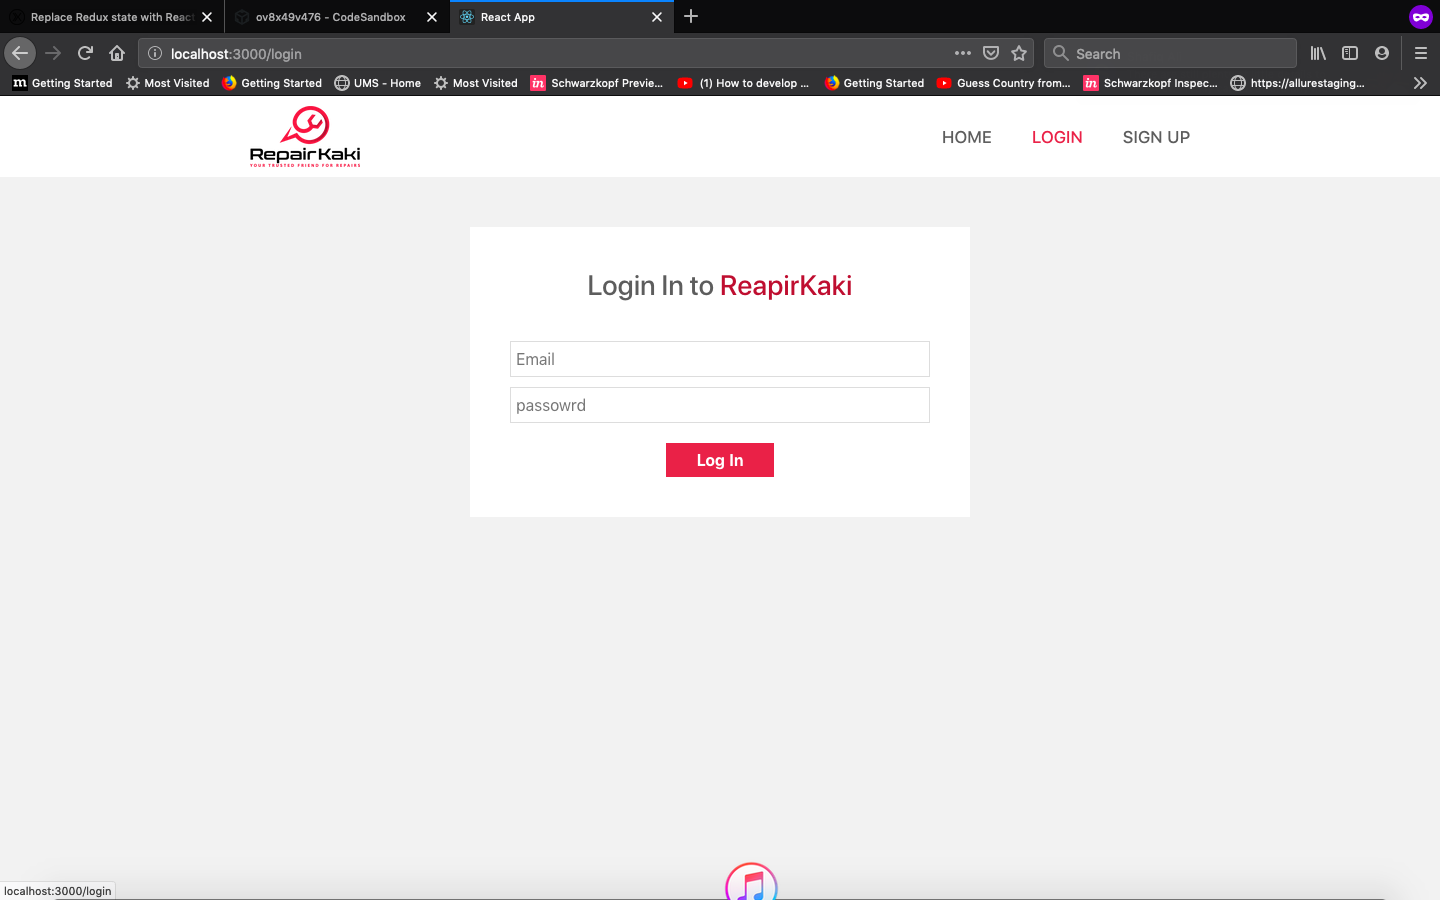 Replace Redux state with React
ov8x49v476 - CodeSandbox
React App
localhost:3000/login
Search
m Getting Started
Most Visited
Getting Started
UMS - Home
Most Visited
in Schwarzkopf Previe...
(1) How to develop ...
Getting Started
Guess Country from...
in Schwarzkopf Inspec...
https://allurestaging...
RepairKaki
YOUR TRUSTED FRIEND FOR REPAIRS
HOME
LOGIN
SIGN UP
Login In to ReapirKaki
Email
passowrd
Log In
localhost:3000/login